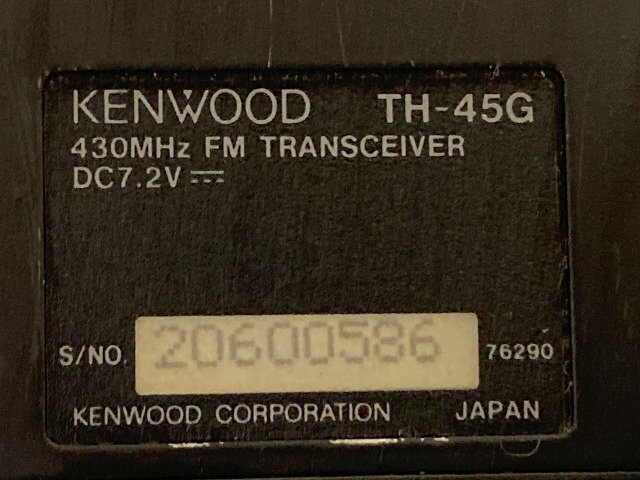 KENWOOD TH-45G
430MHz FM TRANSCEIVER
DC7.2V ⎓
S/NO. 20600586 76290
KENWOOD CORPORATION JAPAN